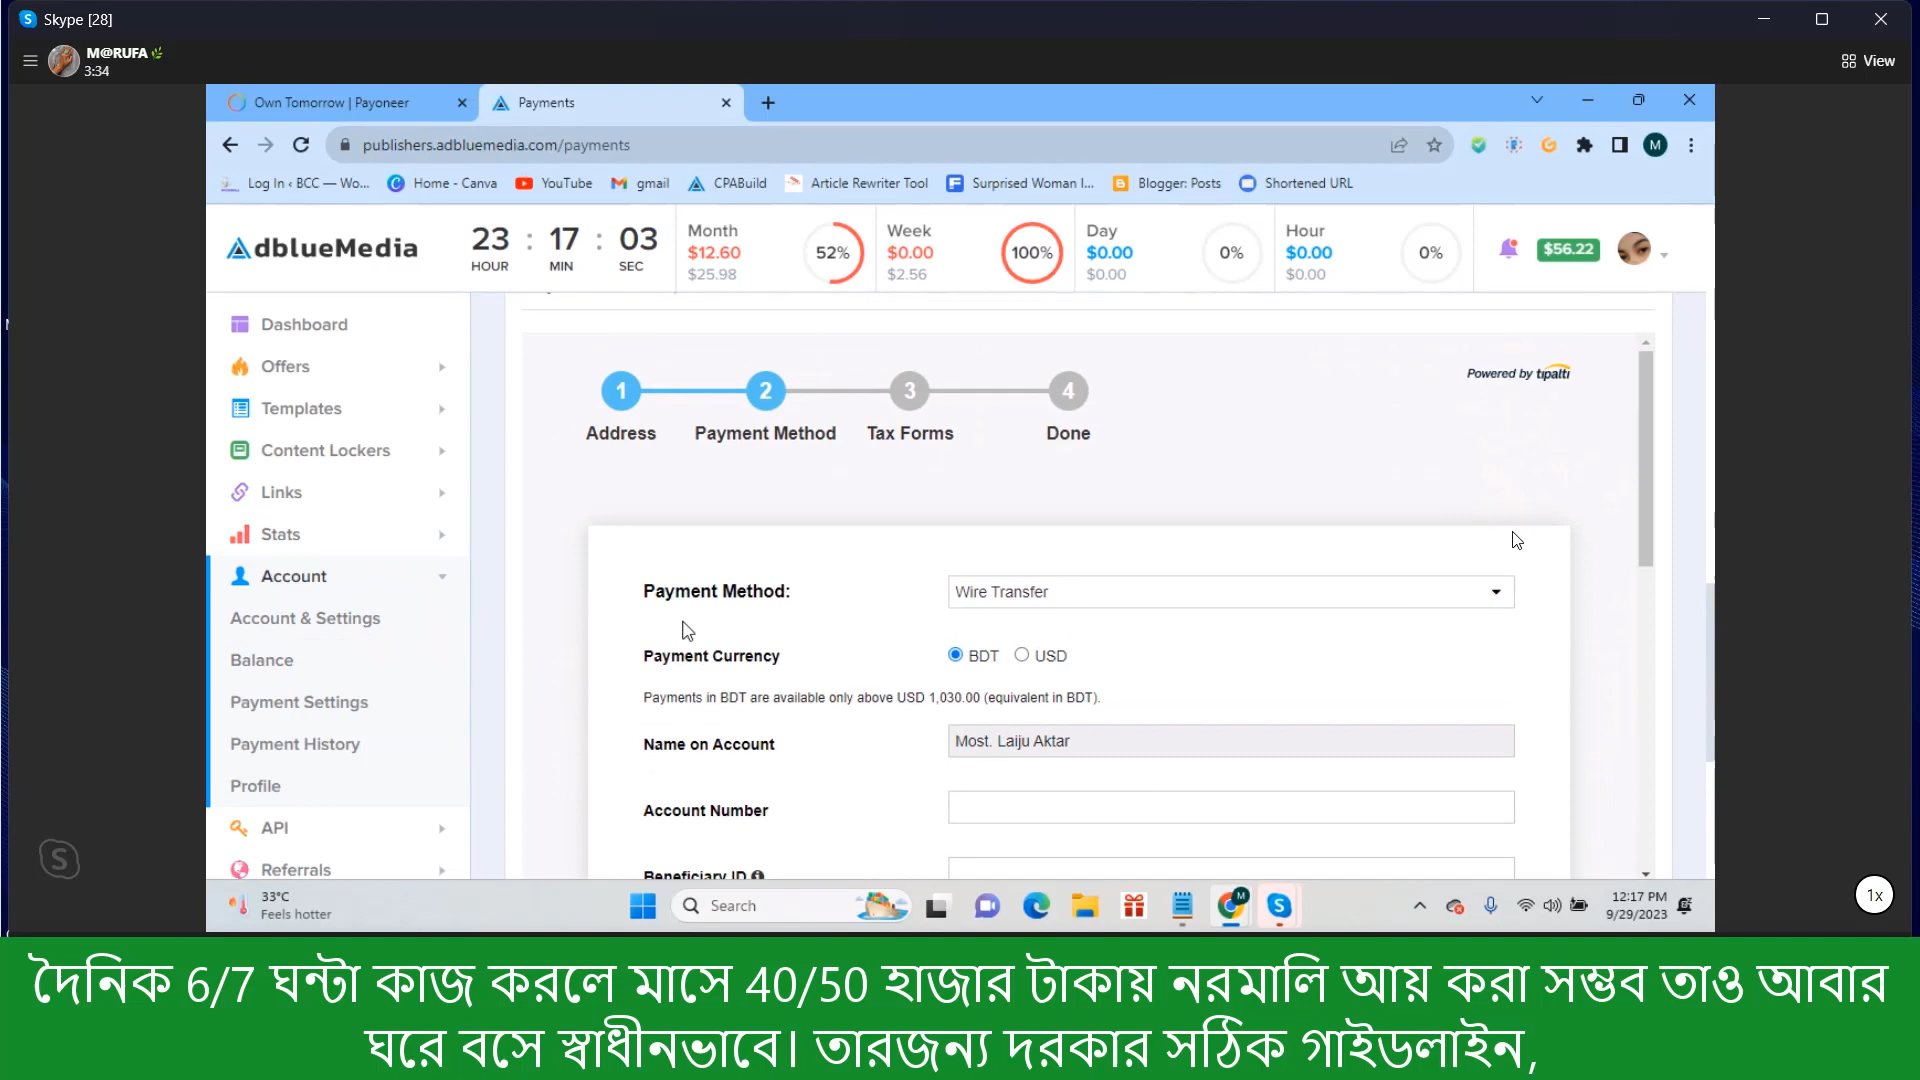 Skype [28]
M@RUFA
3:34
View
Own Tomorrow | Payoneer
Payments
publishers.adbluemedia.com/payments
M
Log In ‹ BCC — Wo...
Home - Canva
YouTube
gmail
CPABuild
Article Rewriter Tool
Surprised Woman I...
Blogger: Posts
Shortened URL
AdblueMedia
23 : 17 : 03
HOUR MIN SEC
Month
$12.60
$25.98
52%
Week
$0.00
$2.56
100%
Day
$0.00
$0.00
0%
Hour
$0.00
$0.00
0%
$56.22
Dashboard
Offers
Templates
Content Lockers
Links
Stats
Account
Account & Settings
Balance
Payment Settings
Payment History
Profile
API
Referrals
Powered by tipalti
1 2 3 4
Address Payment Method Tax Forms Done
Payment Method: Wire Transfer
Payment Currency BDT USD
Payments in BDT are available only above USD 1,030.00 (equivalent in BDT).
Name on Account Most. Laiju Aktar
Account Number
Beneficiary ID
33°C
Feels hotter
Search
12:17 PM
9/29/2023
1x
দৈনিক 6/7 ঘন্টা কাজ করলে মাসে 40/50 হাজার টাকায় নরমালি আয় করা সম্ভব তাও আবার
ঘরে বসে স্বাধীনভাবে। তারজন্য দরকার সঠিক গাইডলাইন,